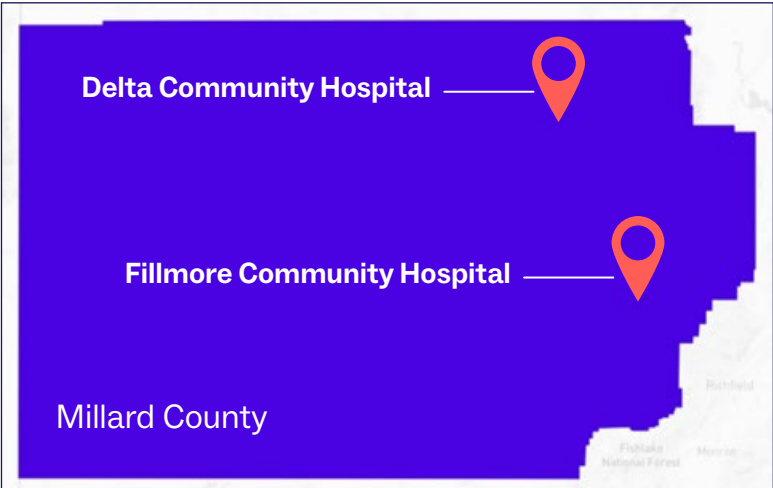 Delta Community Hospital
Fillmore Community Hospital
Millard County
Richfield
Fishlake
National Forest
Monroe